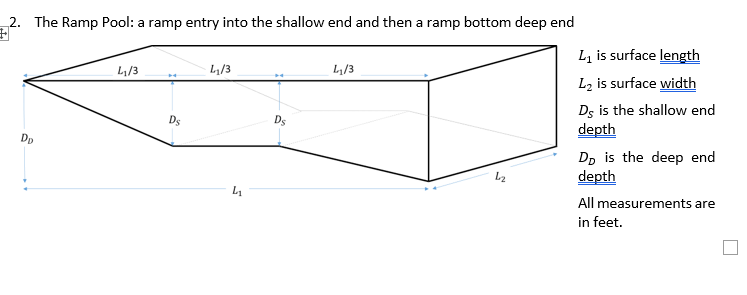 2. The Ramp Pool: a ramp entry into the shallow end and then a ramp bottom deep end
L₁ is surface length
L₁/3 L₁/3 L₁/3
L₂ is surface width
Dₛ is the shallow end
depth
Dₛ Dₛ
D_D
D_D is the deep end
depth
L₂
L₁
All measurements are
in feet.